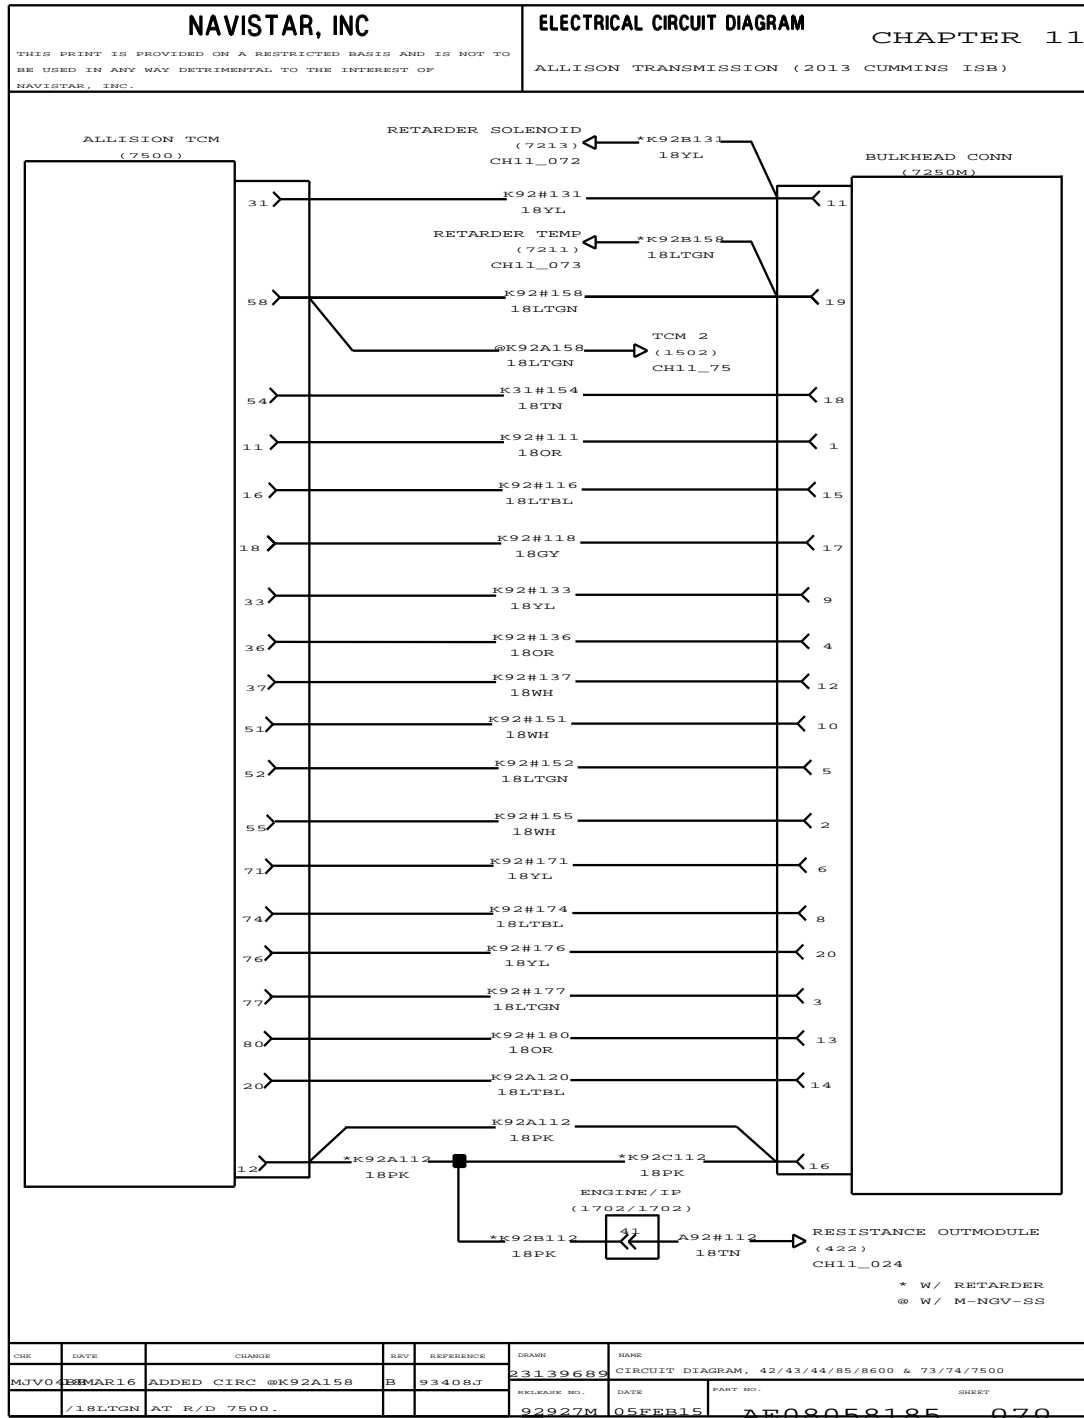 NAVISTAR, INC
THIS PRINT IS PROVIDED ON A RESTRICTED BASIS AND IS NOT TO
BE USED IN ANY WAY DETRIMENTAL TO THE INTEREST OF
NAVISTAR, INC.
ELECTRICAL CIRCUIT DIAGRAM
CHAPTER 11
ALLISON TRANSMISSION (2013 CUMMINS ISB)
ALLISION TCM
(7500)
BULKHEAD CONN
(7250M)
RETARDER SOLENOID
(7213)
CH11_072
*K92B131
18YL
31
K92#131
18YL
11
RETARDER TEMP
(7211)
CH11_073
*K92B158
18LTGN
58
K92#158
18LTGN
19
@K92A158
18LTGN
TCM 2
(1502)
CH11_75
54
K31#154
18TN
18
11
K92#111
18OR
1
16
K92#116
18LTBL
15
18
K92#118
18GY
17
33
K92#133
18YL
9
36
K92#136
18OR
4
37
K92#137
18WH
12
51
K92#151
18WH
10
52
K92#152
18LTGN
5
55
K92#155
18WH
2
71
K92#171
18YL
6
74
K92#174
18LTBL
8
76
K92#176
18YL
20
77
K92#177
18LTGN
3
80
K92#180
18OR
13
20
K92A120
18LTBL
14
K92A112
18PK
12
*K92A112
18PK
*K92C112
18PK
16
ENGINE/IP
(1702/1702)
41
*K92B112
18PK
A92#112
18TN
RESISTANCE OUTMODULE
(422)
CH11_024
* W/ RETARDER
@ W/ M-NGV-SS
CHK DATE CHANGE REV REFERENCE DRAWN NAME
ADDED CIRC @K92A158 B 93408J 23139689 CIRCUIT DIAGRAM, 42/43/44/85/8600 & 73/74/7500
/18LTGN AT R/D 7500.
RELEASE NO. DATE PART NO. SHEET
92927M 05FEB15 AE08058185 070